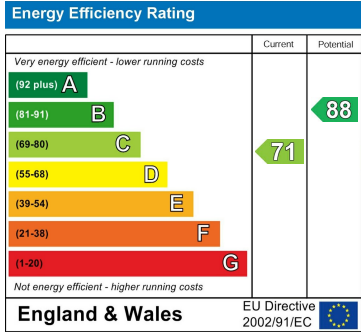 Energy Efficiency Rating
Current Potential
Very energy efficient - lower running costs
(92 plus) A
(81-91) B
88
(69-80) C
71
(55-68) D
(39-54) E
(21-38) F
(1-20) G
Not energy efficient - higher running costs
England & Wales
EU Directive
2002/91/EC